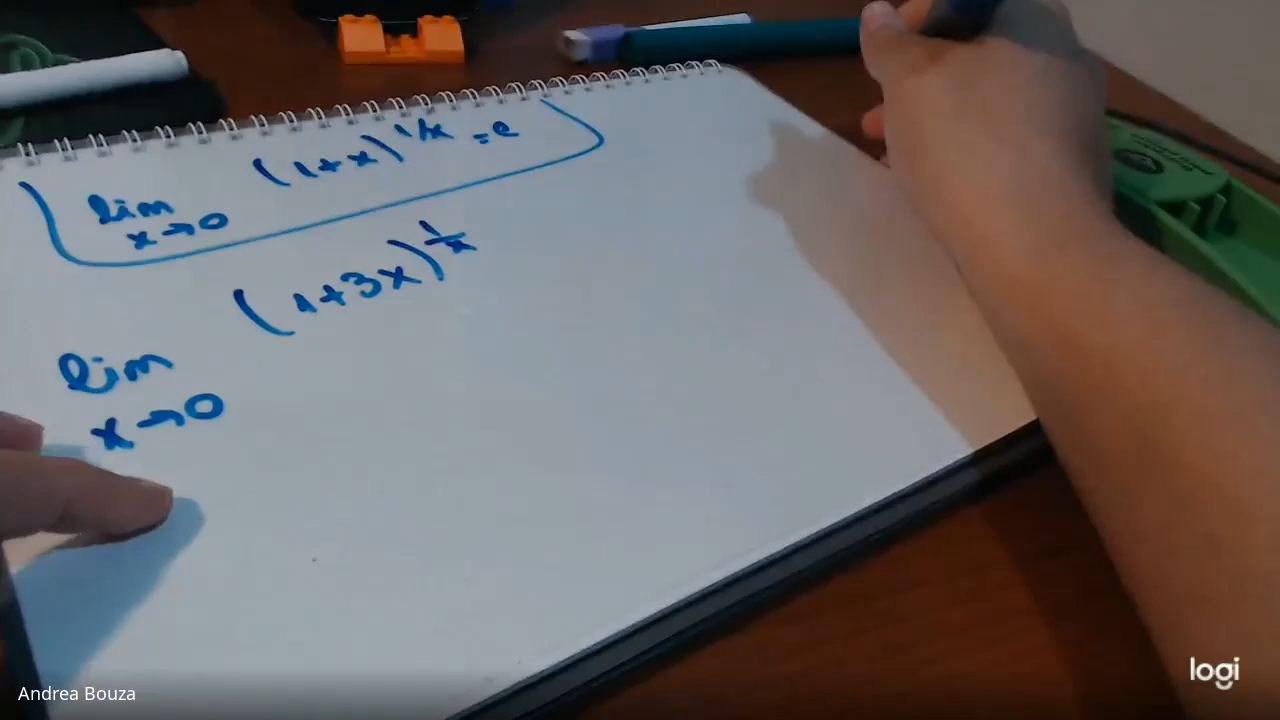 lim x→0 (1+x)^1/x = e
lim x→0 (1+3x)^1/x
Andrea Bouza
logi